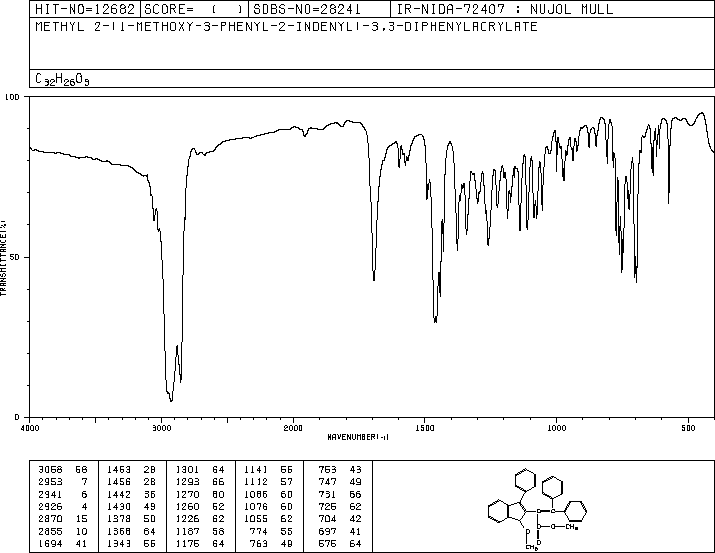 HIT-NO=12682 SCORE= ( ) SDBS-NO=28241 IR-NIDA-72407 : NUJOL MULL
METHYL 2-(1-METHOXY-3-PHENYL-2-INDENYL)-3,3-DIPHENYLACRYLATE
C32H26O3
100
50
0
TRANSMITTANCE(%)
4000 3000 2000 1500 1000 500
WAVENUMBER(-1)
3058 68 1463 28 1301 64 1141 56 753 43
2953 7 1456 28 1293 66 1112 57 747 49
2941 6 1442 36 1270 60 1086 60 731 66
2926 4 1430 49 1260 52 1076 60 725 62
2870 15 1378 50 1226 62 1055 62 704 42
2855 10 1368 64 1187 58 774 55 697 41
1694 41 1343 56 1175 64 763 49 575 64